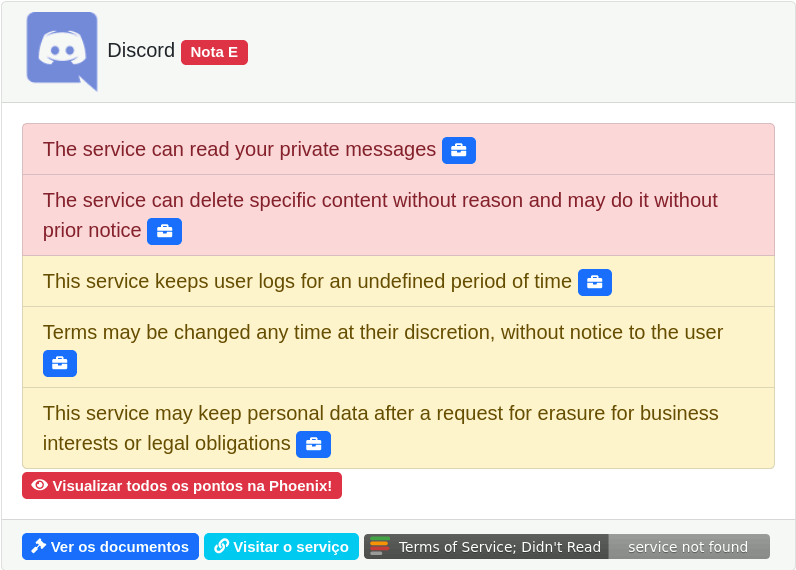 Discord Nota E
The service can read your private messages
The service can delete specific content without reason and may do it without
prior notice
This service keeps user logs for an undefined period of time
Terms may be changed any time at their discretion, without notice to the user
This service may keep personal data after a request for erasure for business
interests or legal obligations
Visualizar todos os pontos na Phoenix!
Ver os documentos Visitar o serviço Terms of Service; Didn't Read service not found